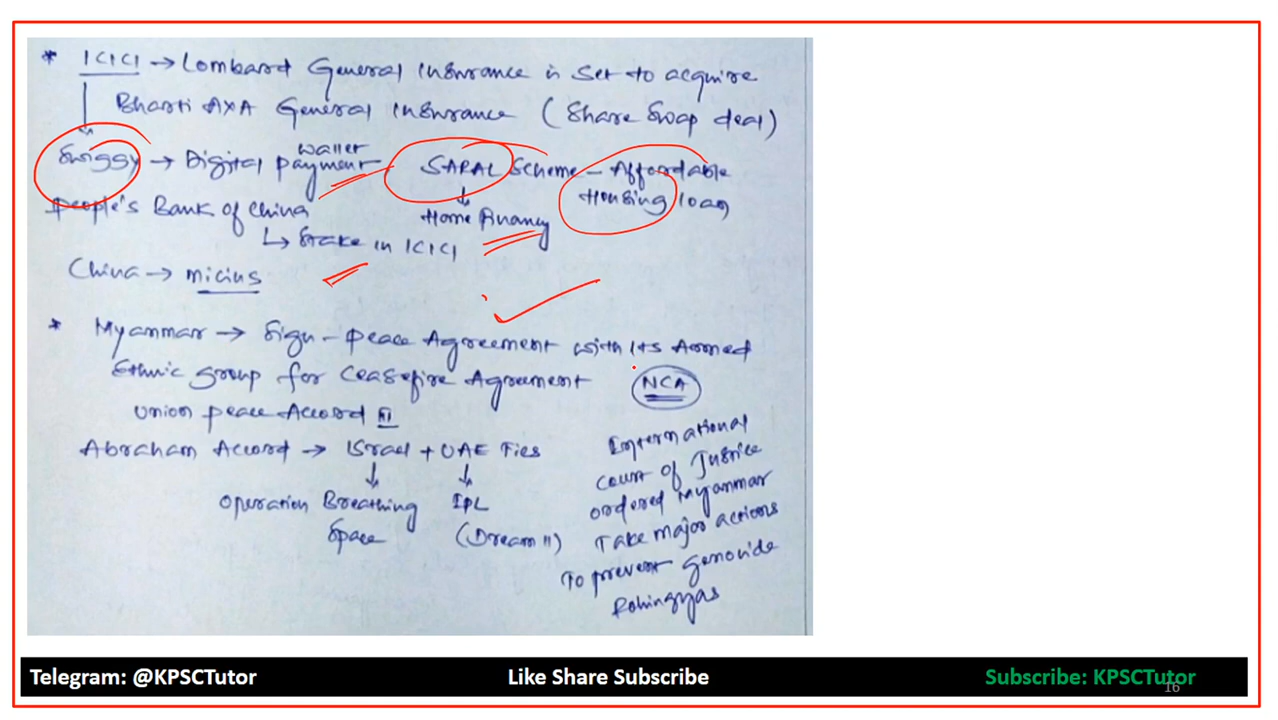 * ICICI → Lombard General Insurance is set to acquire
Bharti AXA General Insurance (Share Swap deal)
Swiggy → Digital payment wallet
SARAL Scheme - Affordable Housing loan
↓
Home Finance
People's Bank of China
↳ Stake in ICICI
China → micius
* Myanmar → Sign - peace Agreement with its Armed
Ethnic group for Ceasefire Agreement
NCA
Union peace Accord III
Abraham Accord → Israel + UAE Ties
↓ ↓
Operation Breathing Space
IPL
(Dream 11)
International
Court of Justice
ordered Myanmar
Take major actions
To prevent Genocide
Rohingyas
Telegram: @KPSCTutor
Like Share Subscribe
Subscribe: KPSCTutor
16